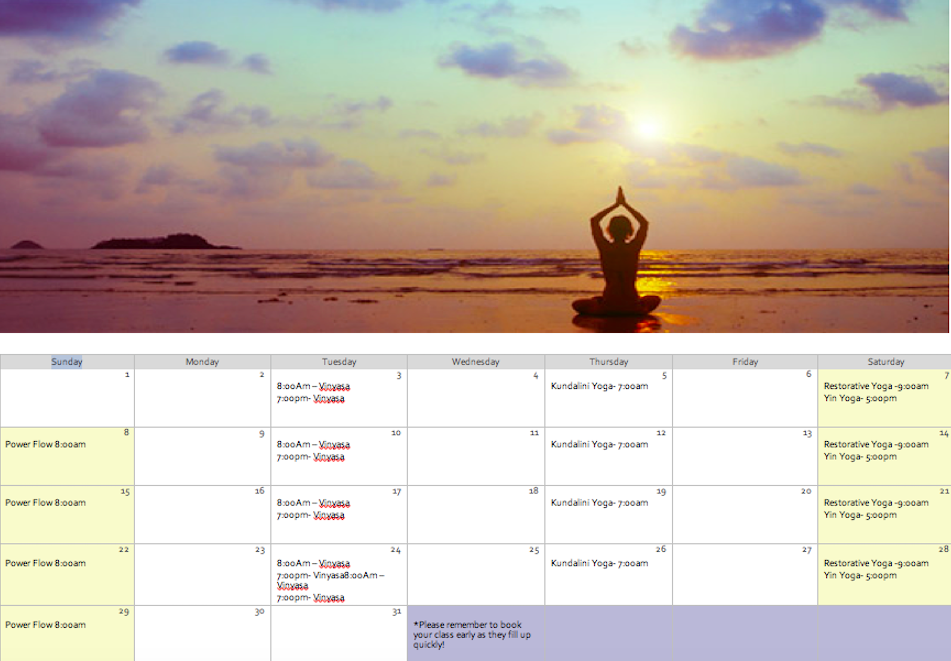 Sunday Monday Tuesday Wednesday Thursday Friday Saturday
1 2 3 4 5 6 7
8:00Am – Vinyasa Kundalini Yoga- 7:00am Restorative Yoga -9:00am
7:00pm- Vinyasa Yin Yoga- 5:00pm
8 9 10 11 12 13 14
Power Flow 8:00am 8:00Am – Vinyasa Kundalini Yoga- 7:00am Restorative Yoga -9:00am
7:00pm- Vinyasa Yin Yoga- 5:00pm
15 16 17 18 19 20 21
Power Flow 8:00am 8:00Am – Vinyasa Kundalini Yoga- 7:00am Restorative Yoga -9:00am
7:00pm- Vinyasa Yin Yoga- 5:00pm
22 23 24 25 26 27 28
Power Flow 8:00am 8:00Am – Vinyasa Kundalini Yoga- 7:00am Restorative Yoga -9:00am
7:00pm- Vinyasa8:00Am – Yin Yoga- 5:00pm
Vinyasa
7:00pm- Vinyasa
29 30 31
Power Flow 8:00am *Please remember to book
your class early as they fill up
quickly!